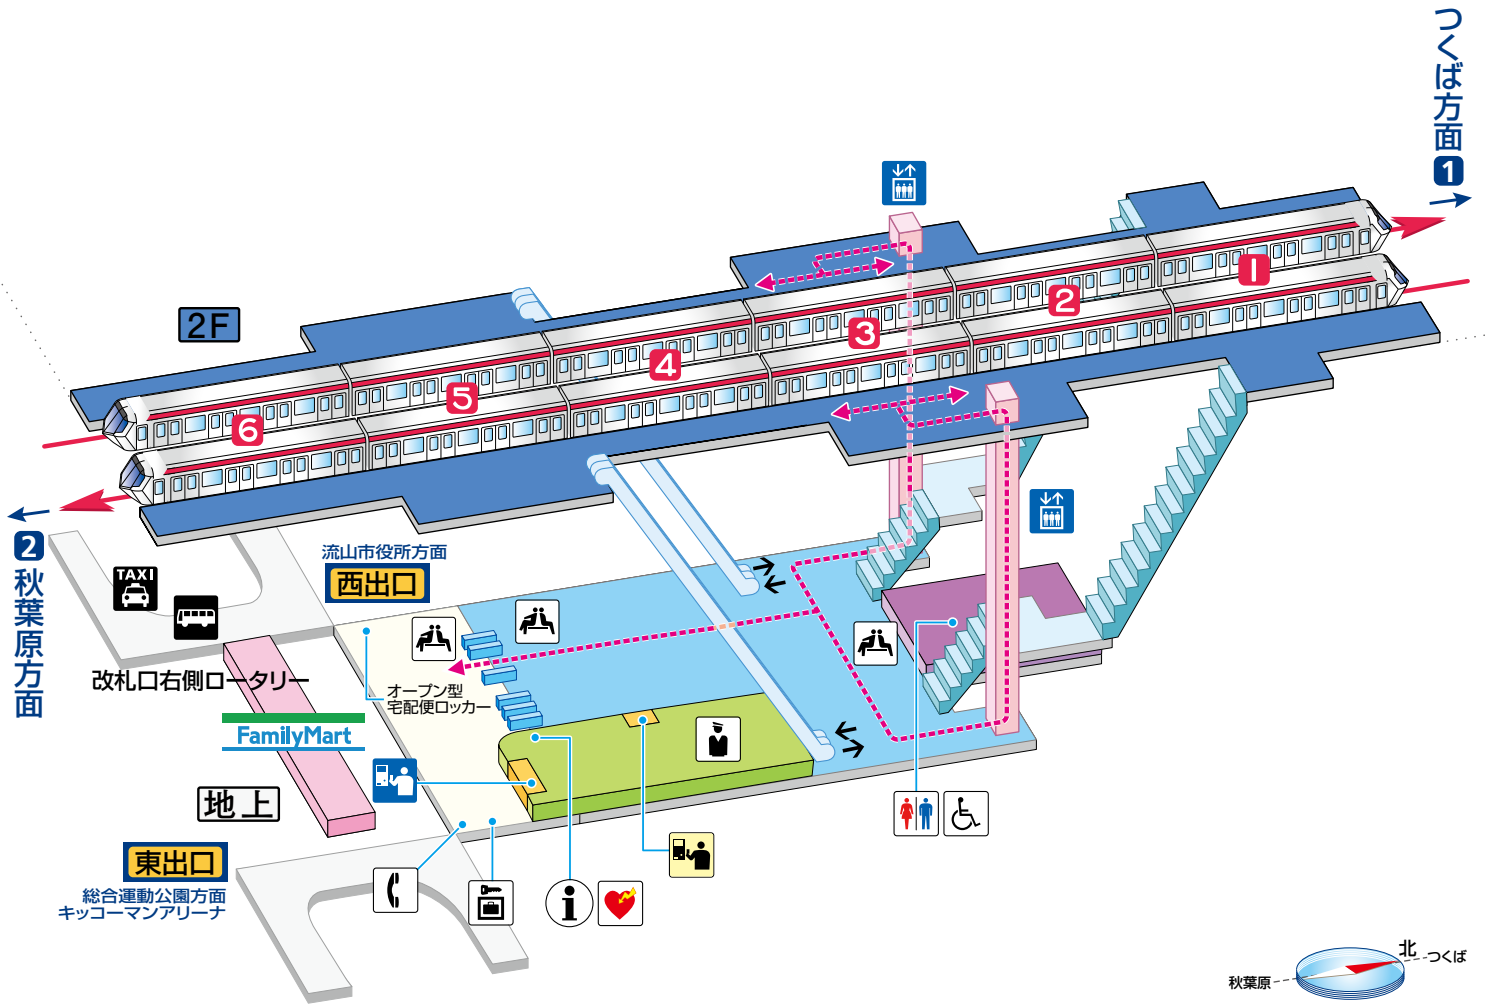 つくば方面
1
2F
1
2
3
4
5
6
2
秋葉原方面
流山市役所方面
西出口
TAXI
改札口右側ロータリー
オープン型
宅配便ロッカー
FamilyMart
地上
東出口
総合運動公園方面
キッコーマンアリーナ
i
北
つくば
秋葉原